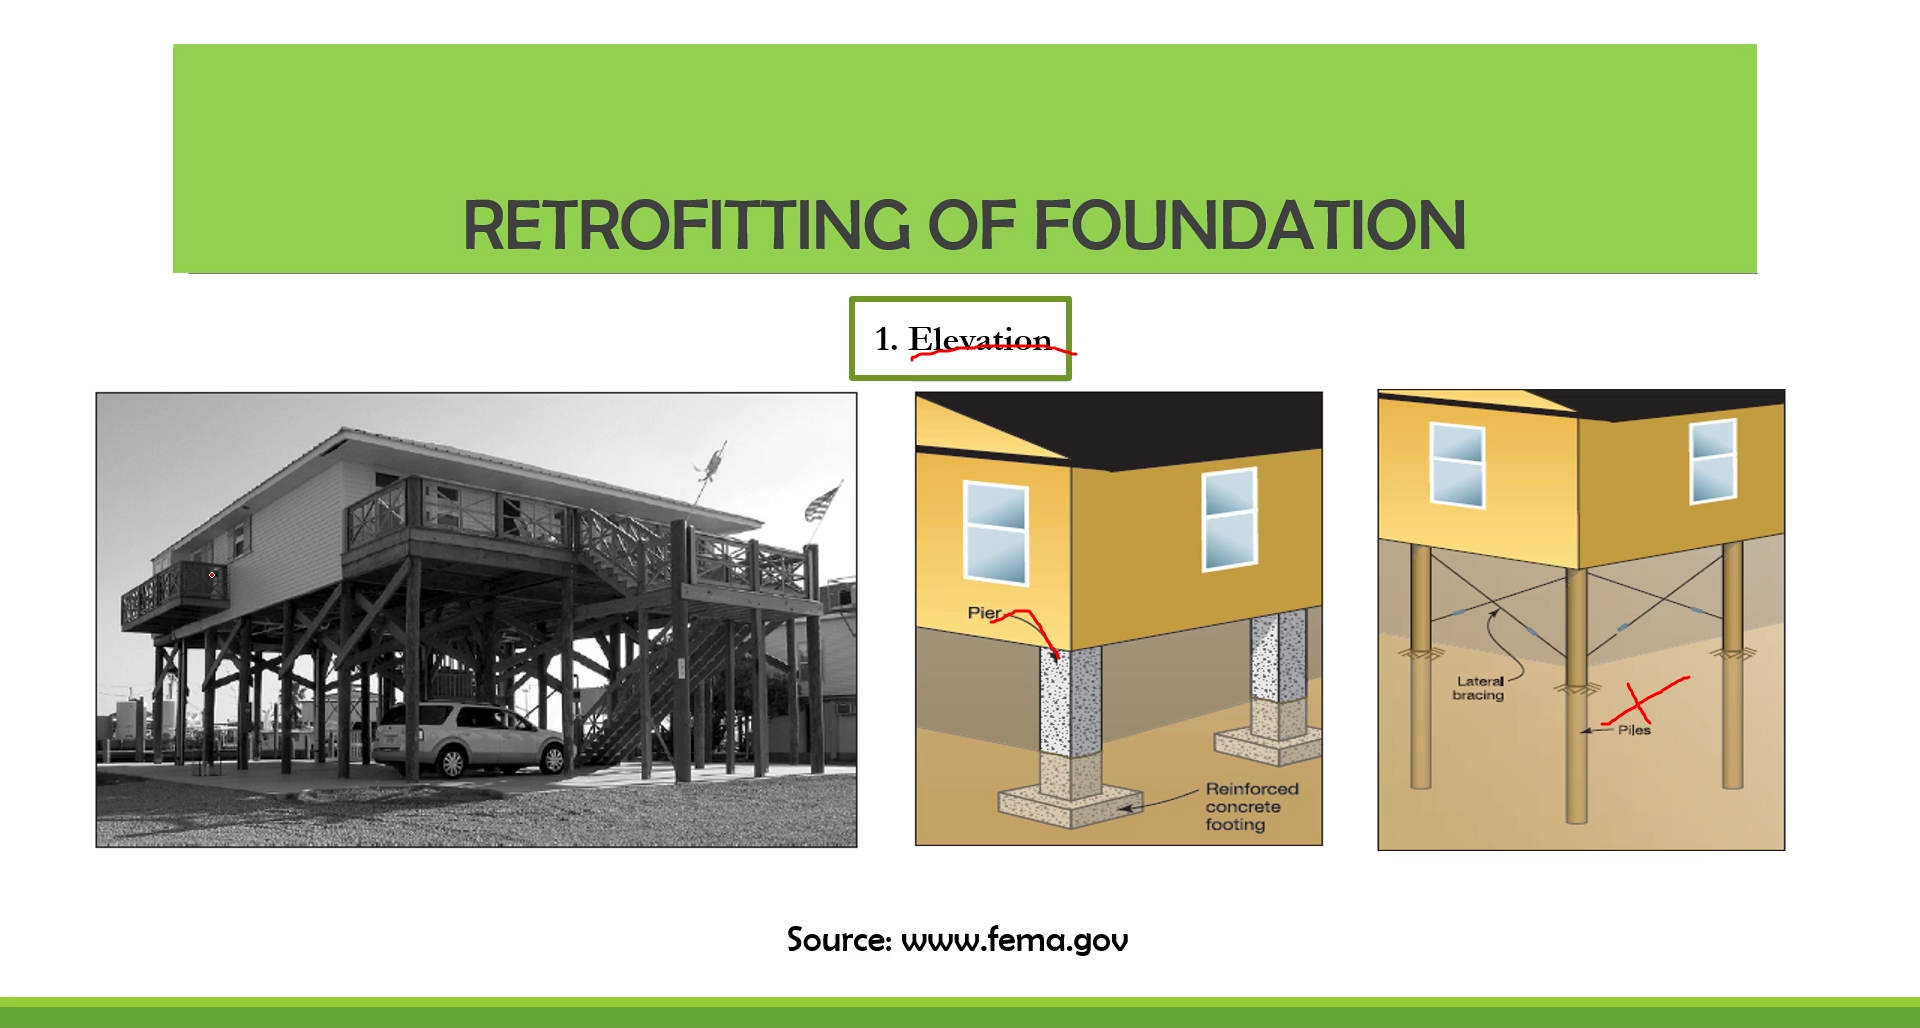 RETROFITTING OF FOUNDATION
1. Elevation
Pier
Reinforced
concrete
footing
Lateral
bracing
Piles
Source: www.fema.gov